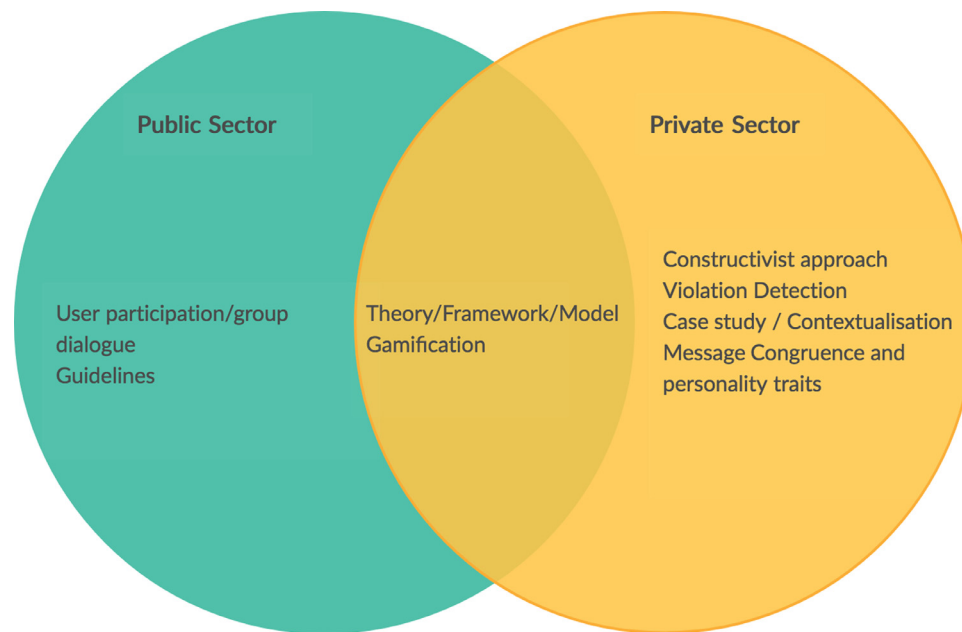 Public Sector
Private Sector
User participation/group
dialogue
Guidelines
Theory/Framework/Model
Gamification
Constructivist approach
Violation Detection
Case study / Contextualisation
Message Congruence and
personality traits